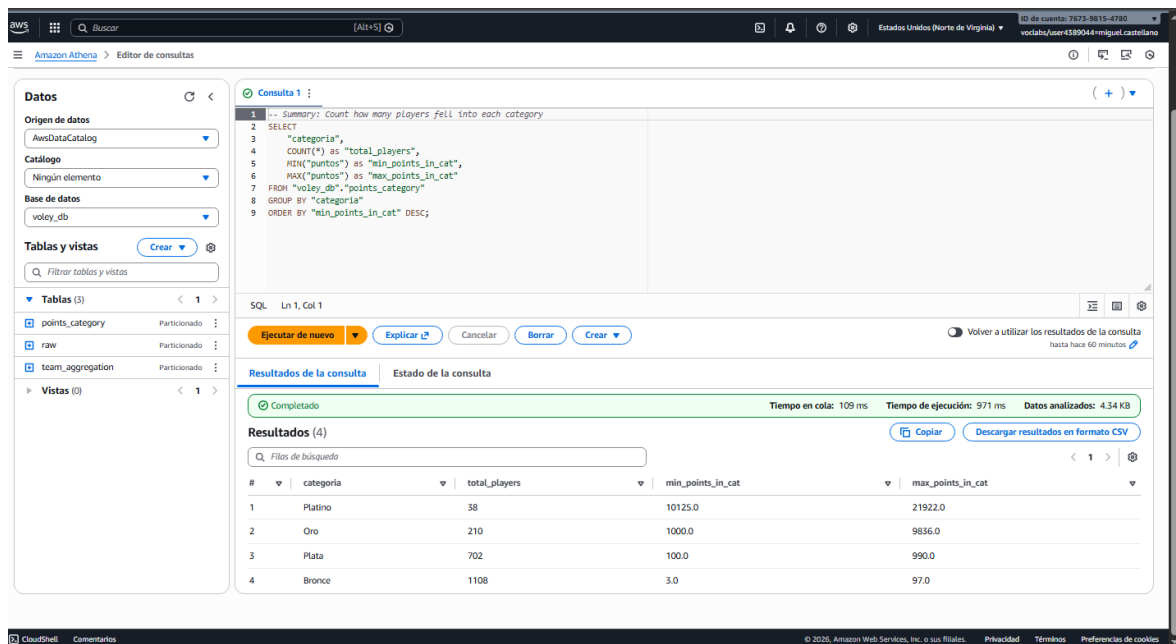 aws
Buscar
[Alt+S]
Estados Unidos (Norte de Virginia)
ID de cuenta: 7673-9815-4780
voclabs/user4389044=miguel.castellano
Amazon Athena > Editor de consultas
Datos
Origen de datos
AwsDataCatalog
Catálogo
Ningún elemento
Base de datos
voley_db
Tablas y vistas
Crear
Filtrar tablas y vistas
Tablas (3)
< 1 >
points_category Particionado
raw Particionado
team_aggregation Particionado
Vistas (0)
< 1 >
Consulta 1
1 -- Summary: Count how many players fell into each category
2 SELECT
3 "categoria",
4 COUNT(*) as "total_players",
5 MIN("puntos") as "min_points_in_cat",
6 MAX("puntos") as "max_points_in_cat"
7 FROM "voley_db"."points_category"
8 GROUP BY "categoria"
9 ORDER BY "min_points_in_cat" DESC;
SQL Ln 1, Col 1
Ejecutar de nuevo
Explicar
Cancelar
Borrar
Crear
Volver a utilizar los resultados de la consulta
hasta hace 60 minutos
Resultados de la consulta
Estado de la consulta
Completado
Tiempo en cola: 109 ms
Tiempo de ejecución: 971 ms
Datos analizados: 4.34 KB
Resultados (4)
Copiar
Descargar resultados en formato CSV
Filas de búsqueda
< 1 >
# categoria total_players min_points_in_cat max_points_in_cat
1 Platino 38 10125.0 21922.0
2 Oro 210 1000.0 9836.0
3 Plata 702 100.0 990.0
4 Bronce 1108 3.0 97.0
CloudShell
Comentarios
© 2026, Amazon Web Services, Inc. o sus filiales.
Privacidad
Términos
Preferencias de cookies